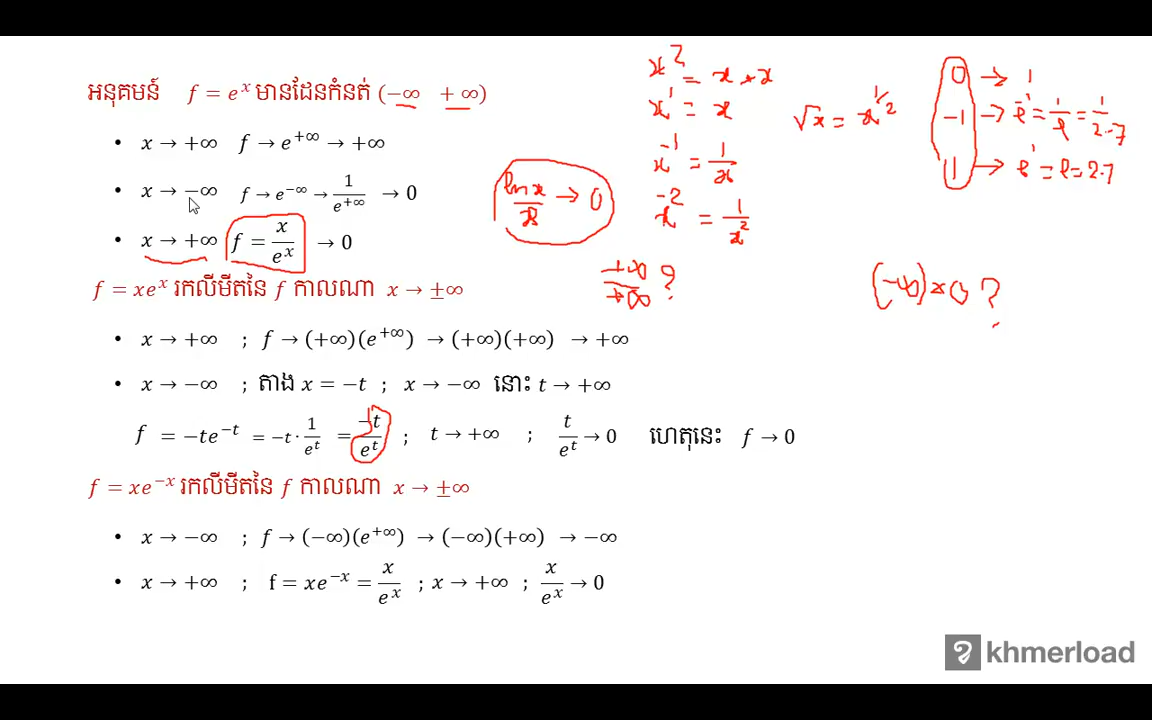 អនុគមន៍ f = e^x មានដែនកំនត់ (−∞ +∞)
• x → +∞ f → e^{+∞} → +∞
• x → −∞ f → e^{−∞} → 1/e^{+∞} → 0
• x → +∞ f = x/e^x → 0
f = xe^x រកលីមីតនៃ f កាលណា x → ±∞
• x → +∞ ; f → (+∞)(e^{+∞}) → (+∞)(+∞) → +∞
• x → −∞ ; តាង x = −t ; x → −∞ នោះ t → +∞
f = −te^{−t} = −t · 1/e^t = −t/e^t ; t → +∞ ; t/e^t → 0 ហេតុនេះ f → 0
f = xe^{−x} រកលីមីតនៃ f កាលណា x → ±∞
• x → −∞ ; f → (−∞)(e^{+∞}) → (−∞)(+∞) → −∞
• x → +∞ ; f = xe^{−x} = x/e^x ; x → +∞ ; x/e^x → 0
ln x/x → 0
x^2 = x · x
x^1 = x
x^{-1} = 1/x
x^{-2} = 1/x^2
+∞/+∞ ?
√x = x^{1/2}
0 → 1
-1 → e^{-1} = 1/e = 1/2.7
1 → e^1 = e = 2.7
(-∞) × 0 ?
khmerload